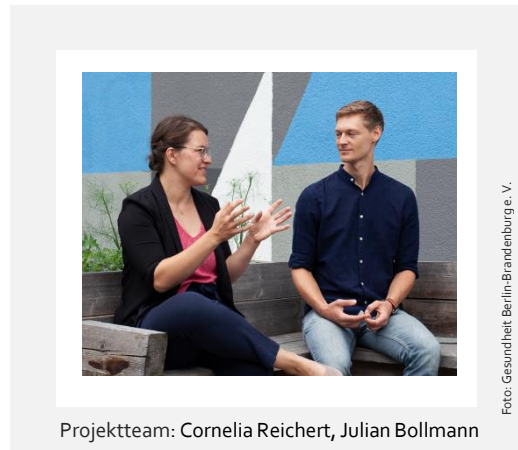 Projektteam: Cornelia Reichert, Julian Bollmann
Foto: Gesundheit Berlin-Brandenburg e. V.